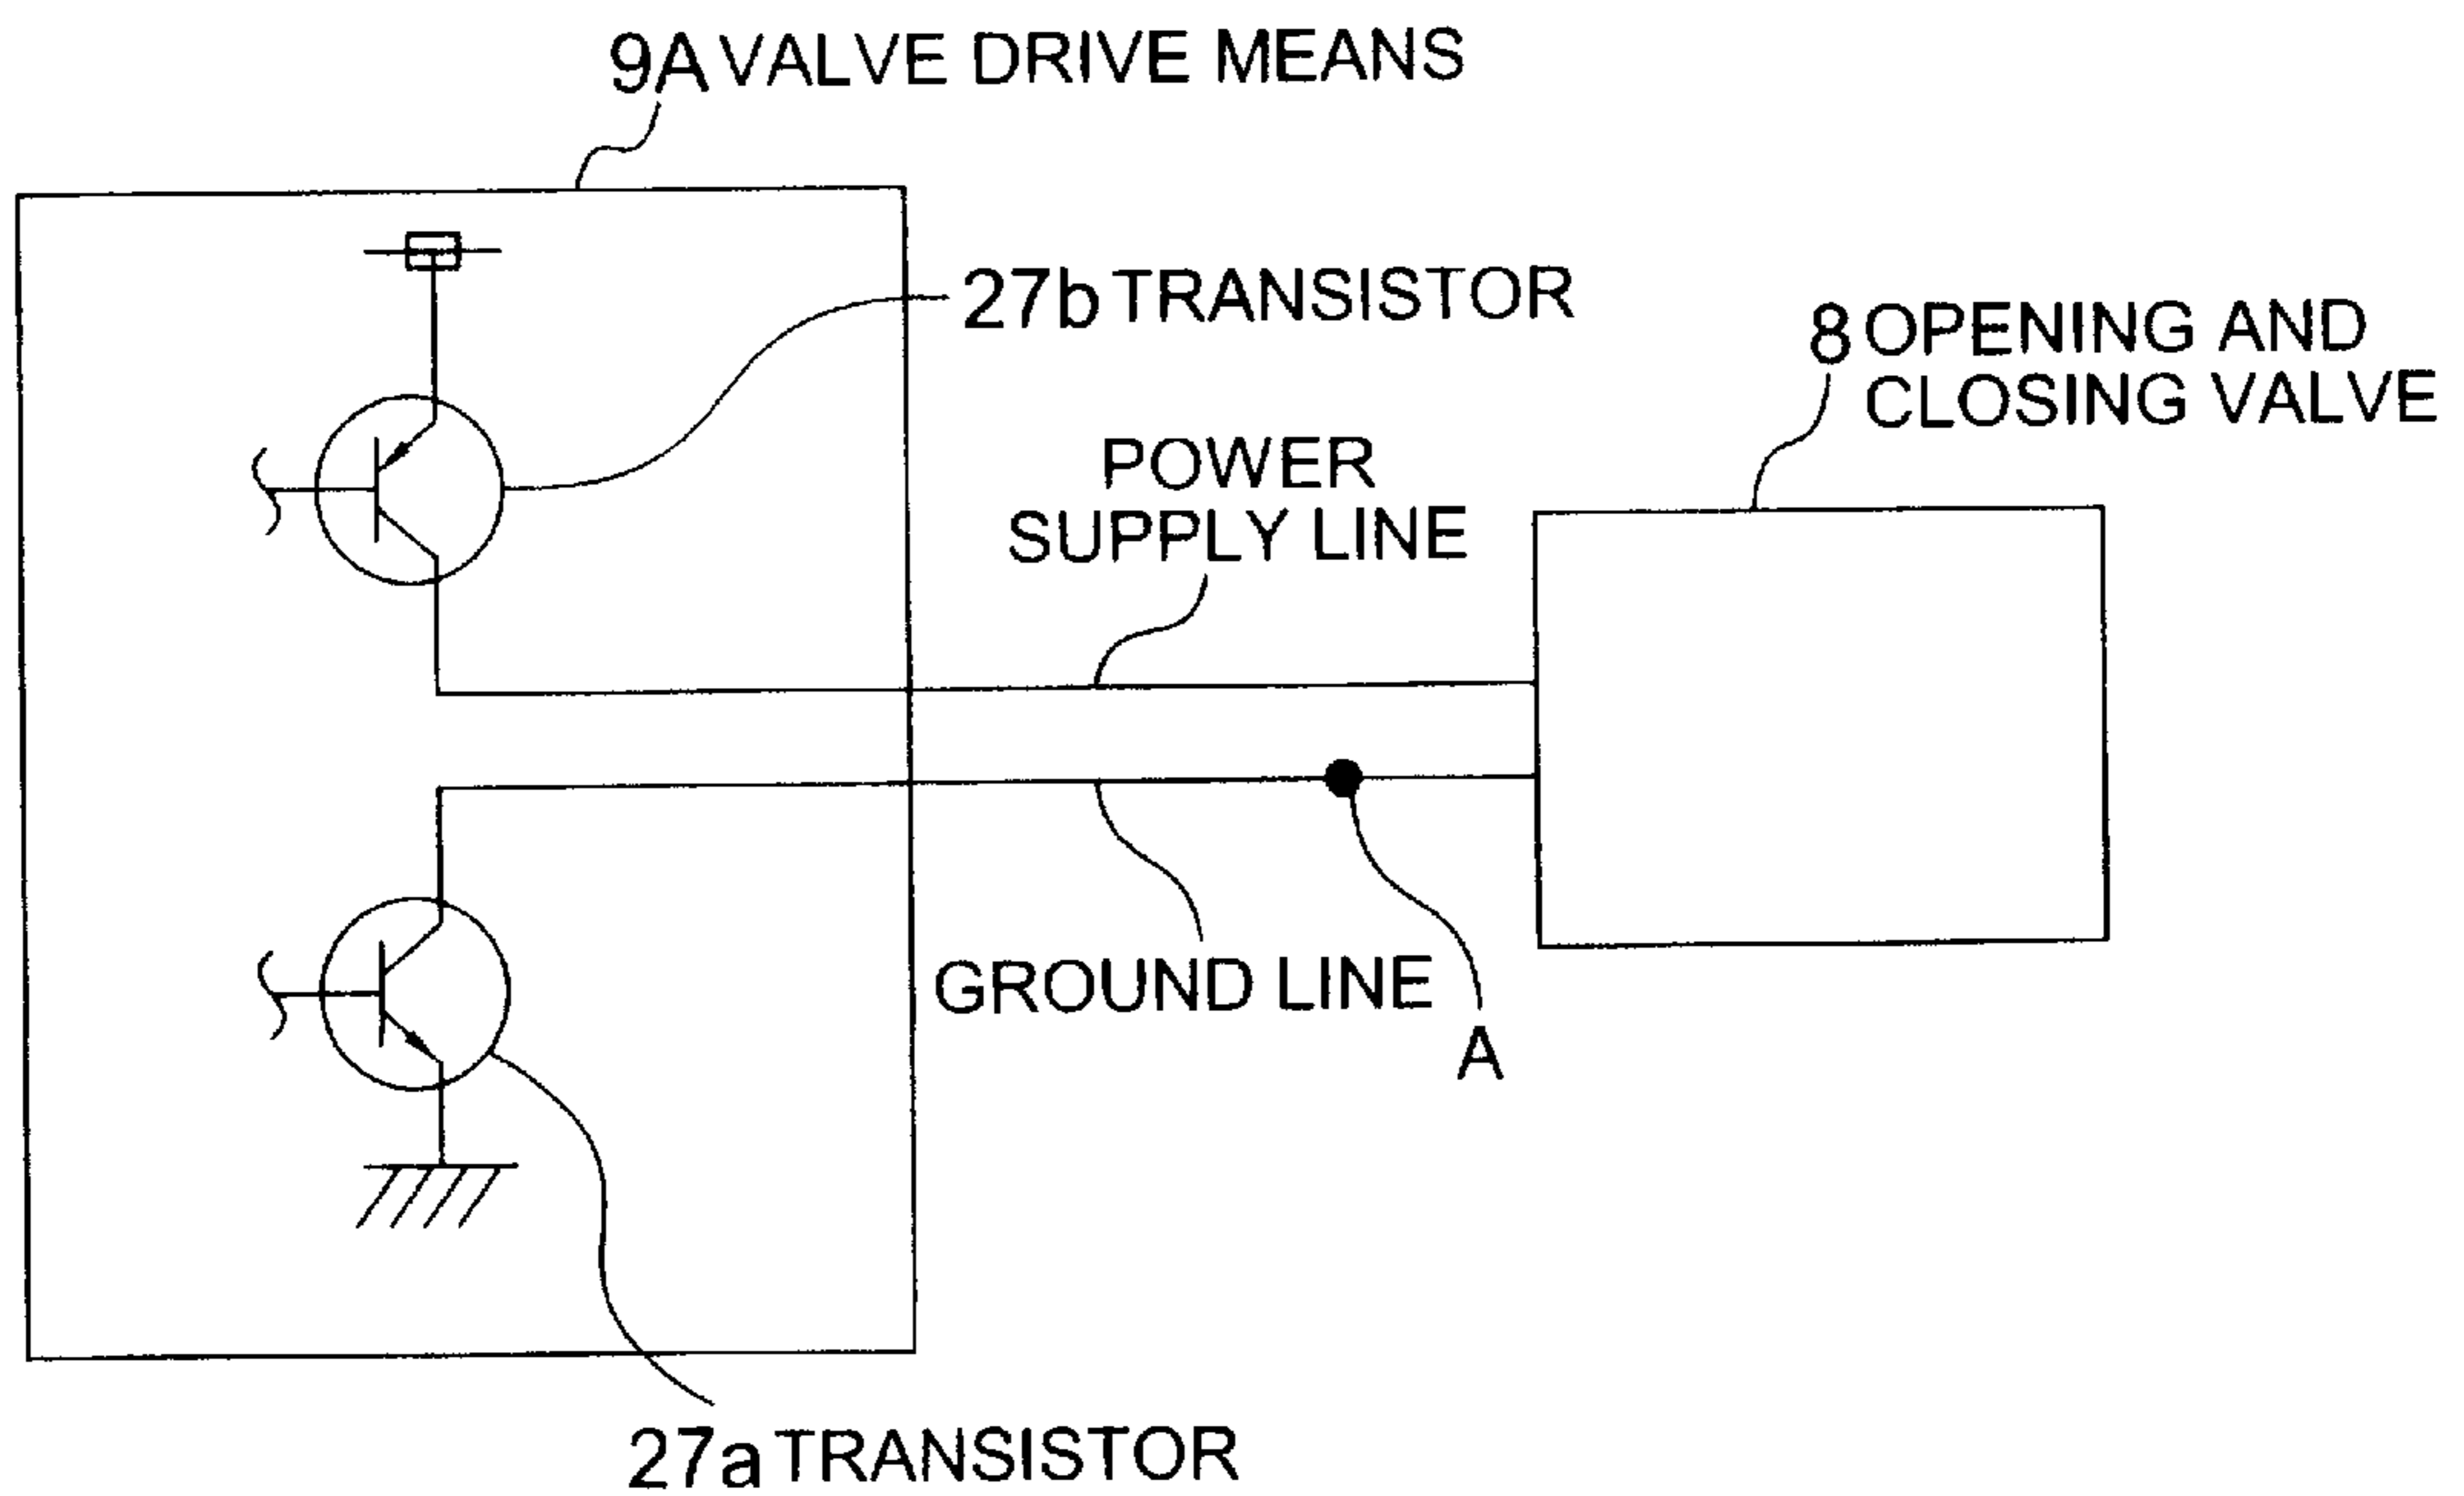 9A VALVE DRIVE MEANS
27b TRANSISTOR
8 OPENING AND
CLOSING VALVE
POWER
SUPPLY LINE
GROUND LINE
A
27a TRANSISTOR